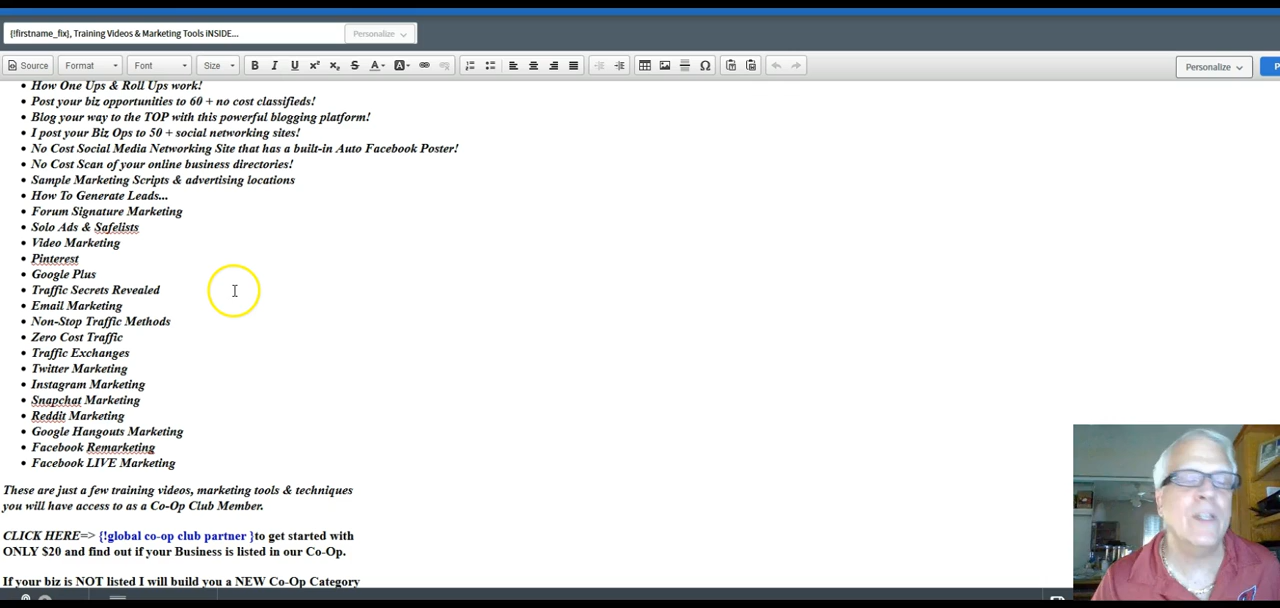 {!firstname_fix}, Training Videos & Marketing Tools iNSIDE...
Personalize
Source
Format
Font
Size
B
I
U
S
Personalize
P
How One Ups & Roll Ups work!
Post your biz opportunities to 60 + no cost classifieds!
Blog your way to the TOP with this powerful blogging platform!
I post your Biz Ops to 50 + social networking sites!
No Cost Social Media Networking Site that has a built-in Auto Facebook Poster!
No Cost Scan of your online business directories!
Sample Marketing Scripts & advertising locations
How To Generate Leads...
Forum Signature Marketing
Solo Ads & Safelists
Video Marketing
Pinterest
Google Plus
Traffic Secrets Revealed
Email Marketing
Non-Stop Traffic Methods
Zero Cost Traffic
Traffic Exchanges
Twitter Marketing
Instagram Marketing
Snapchat Marketing
Reddit Marketing
Google Hangouts Marketing
Facebook Remarketing
Facebook LIVE Marketing
These are just a few training videos, marketing tools & techniques
you will have access to as a Co-Op Club Member.
CLICK HERE=> {!global co-op club partner }to get started with
ONLY $20 and find out if your Business is listed in our Co-Op.
If your biz is NOT listed I will build you a NEW Co-Op Category